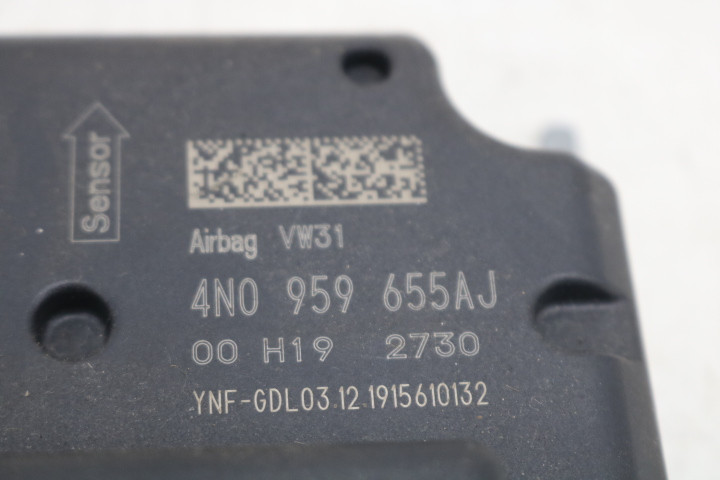 Sensor
Airbag VW31
4N0 959 655AJ
00 H19 2730
YNF-GDL03.12.1915610132